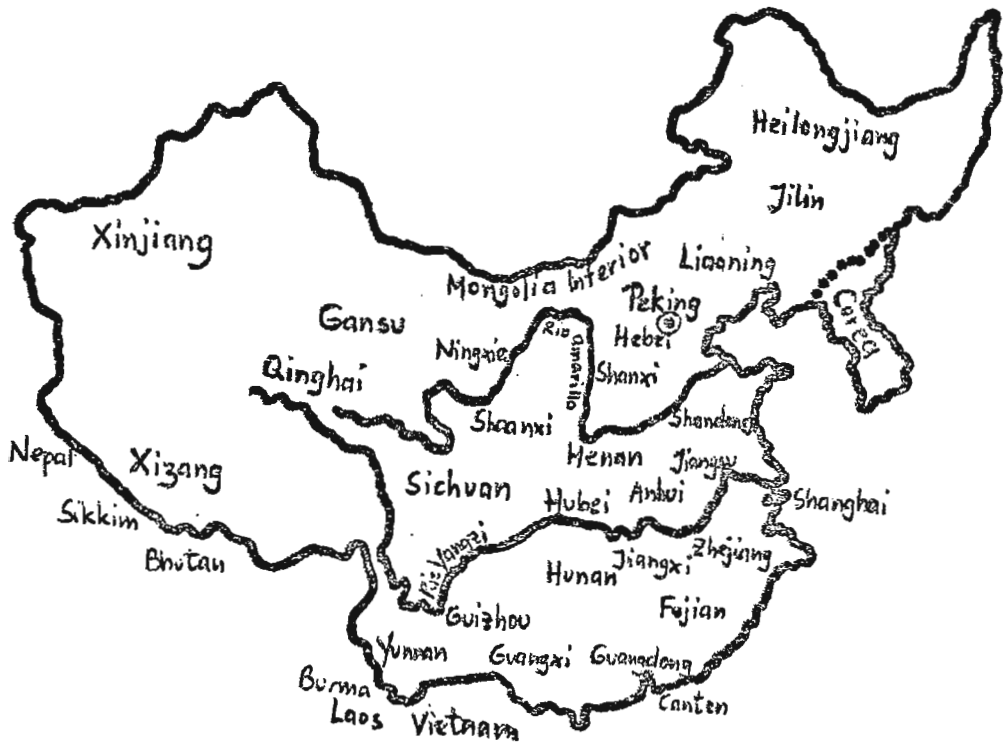 Heilongjiang
Jilin
Xinjiang
Liaoning
Mongolia Interior
Peking
Gansu
Corea
Rio Amarillo
Hebei
Ningxia
Qinghai
Shanxi
Shaanxi
Shandong
Henan
Nepal
Jiangsu
Xizang
Sichuan
Anhui
Hubei
Shanghai
Sikkim
Rio Yangzi
Bhutan
Zhejiang
Jiangxi
Hunan
Fujian
Guizhou
Yunnan
Guangxi
Guangdong
Burma
Canton
Laos
Vietnam